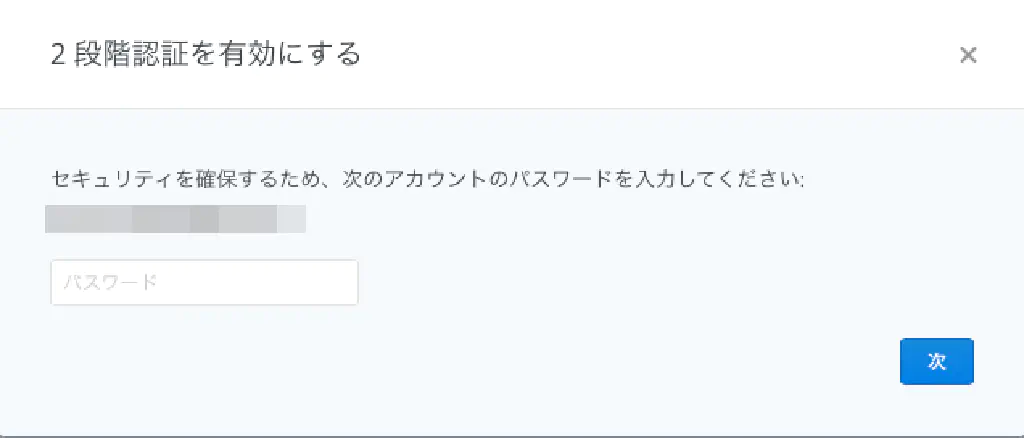 2 段階認証を有効にする
×
セキュリティを確保するため、次のアカウントのパスワードを入力してください:
パスワード
次